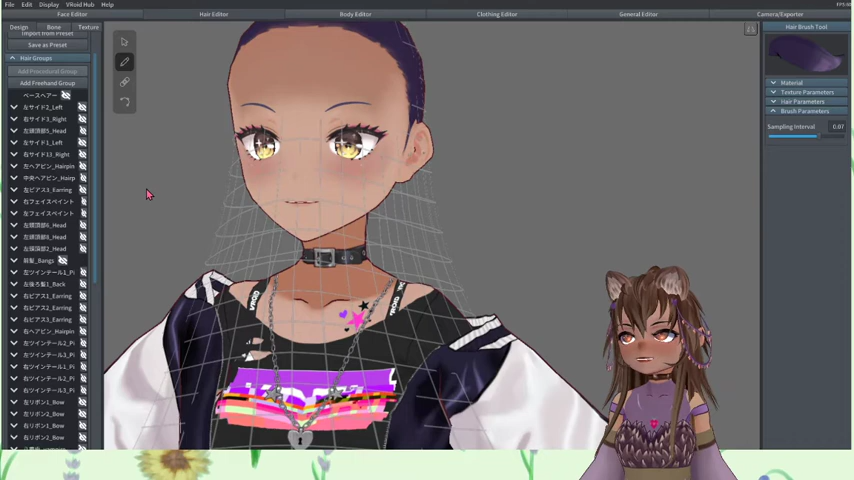 File Edit Display VRoid Hub Help
Face Editor Hair Editor Body Editor Clothing Editor General Editor Camera/Exporter
Design Bone Texture
Import from Preset
Save as Preset
Hair Groups
Add Procedural Group
Add Freehand Group
ベースヘアー
左サイド2_Left
右サイド3_Right
左頭頂部5_Head
左サイド1_Left
右サイド13_Right
左ヘアピン_Hairpin
中央ヘアピン_Hairp
左ピアス3_Earring
右フェイスペイント
左フェイスペイント
左頭頂部6_Head
左頭頂部8_Head
左頭頂部2_Head
前髪_Bangs
左ツインテール1_Pi
左後ろ髪1_Back
右ピアス1_Earring
右ピアス2_Earring
右ピアス3_Earring
右ヘアピン_Hairpin
左ツインテール2_Pi
左ツインテール3_Pi
右ツインテール1_Pi
右ツインテール2_Pi
右ツインテール3_Pi
左リボン1_Bow
左リボン2_Bow
右リボン1_Bow
右リボン2_Bow
VROID
VROID
Hair Brush Tool
Material
Texture Parameters
Hair Parameters
Brush Parameters
Sampling Interval 0.07